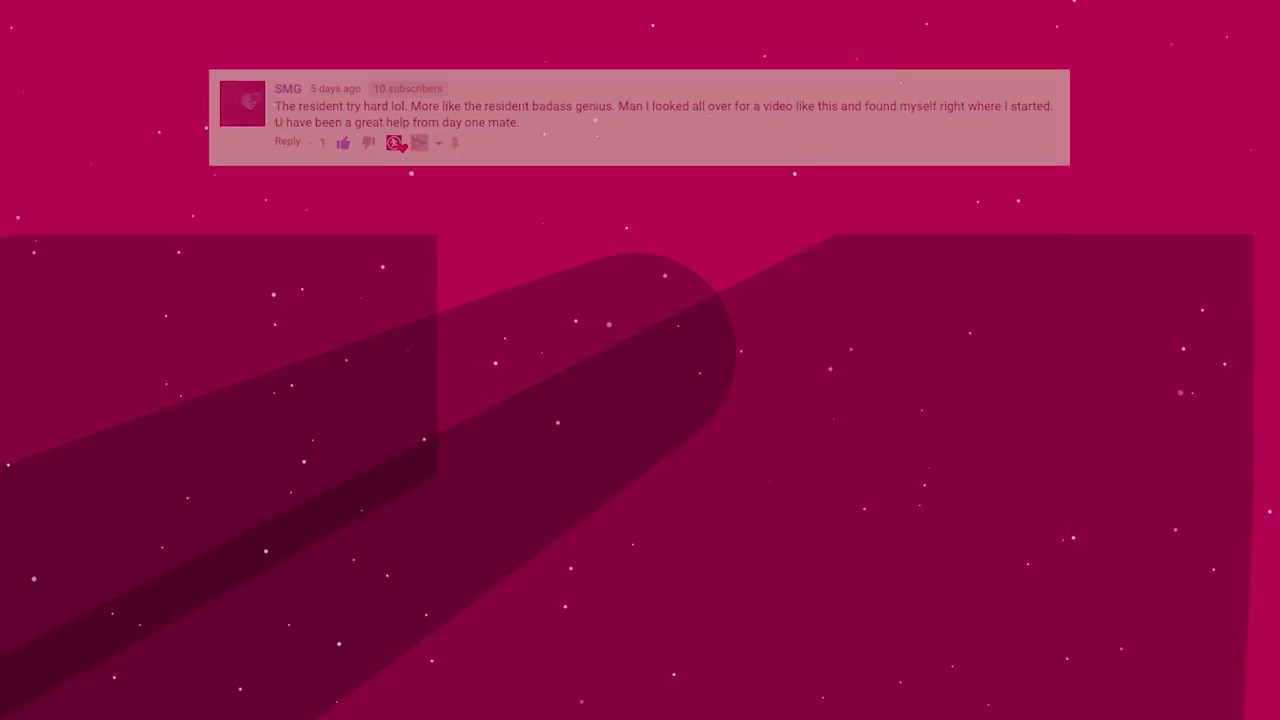 SMG 5 days ago 10 subscribers
The resident try hard lol. More like the resident badass genius. Man I looked all over for a video like this and found myself right where I started.
U have been a great help from day one mate.
Reply · 1